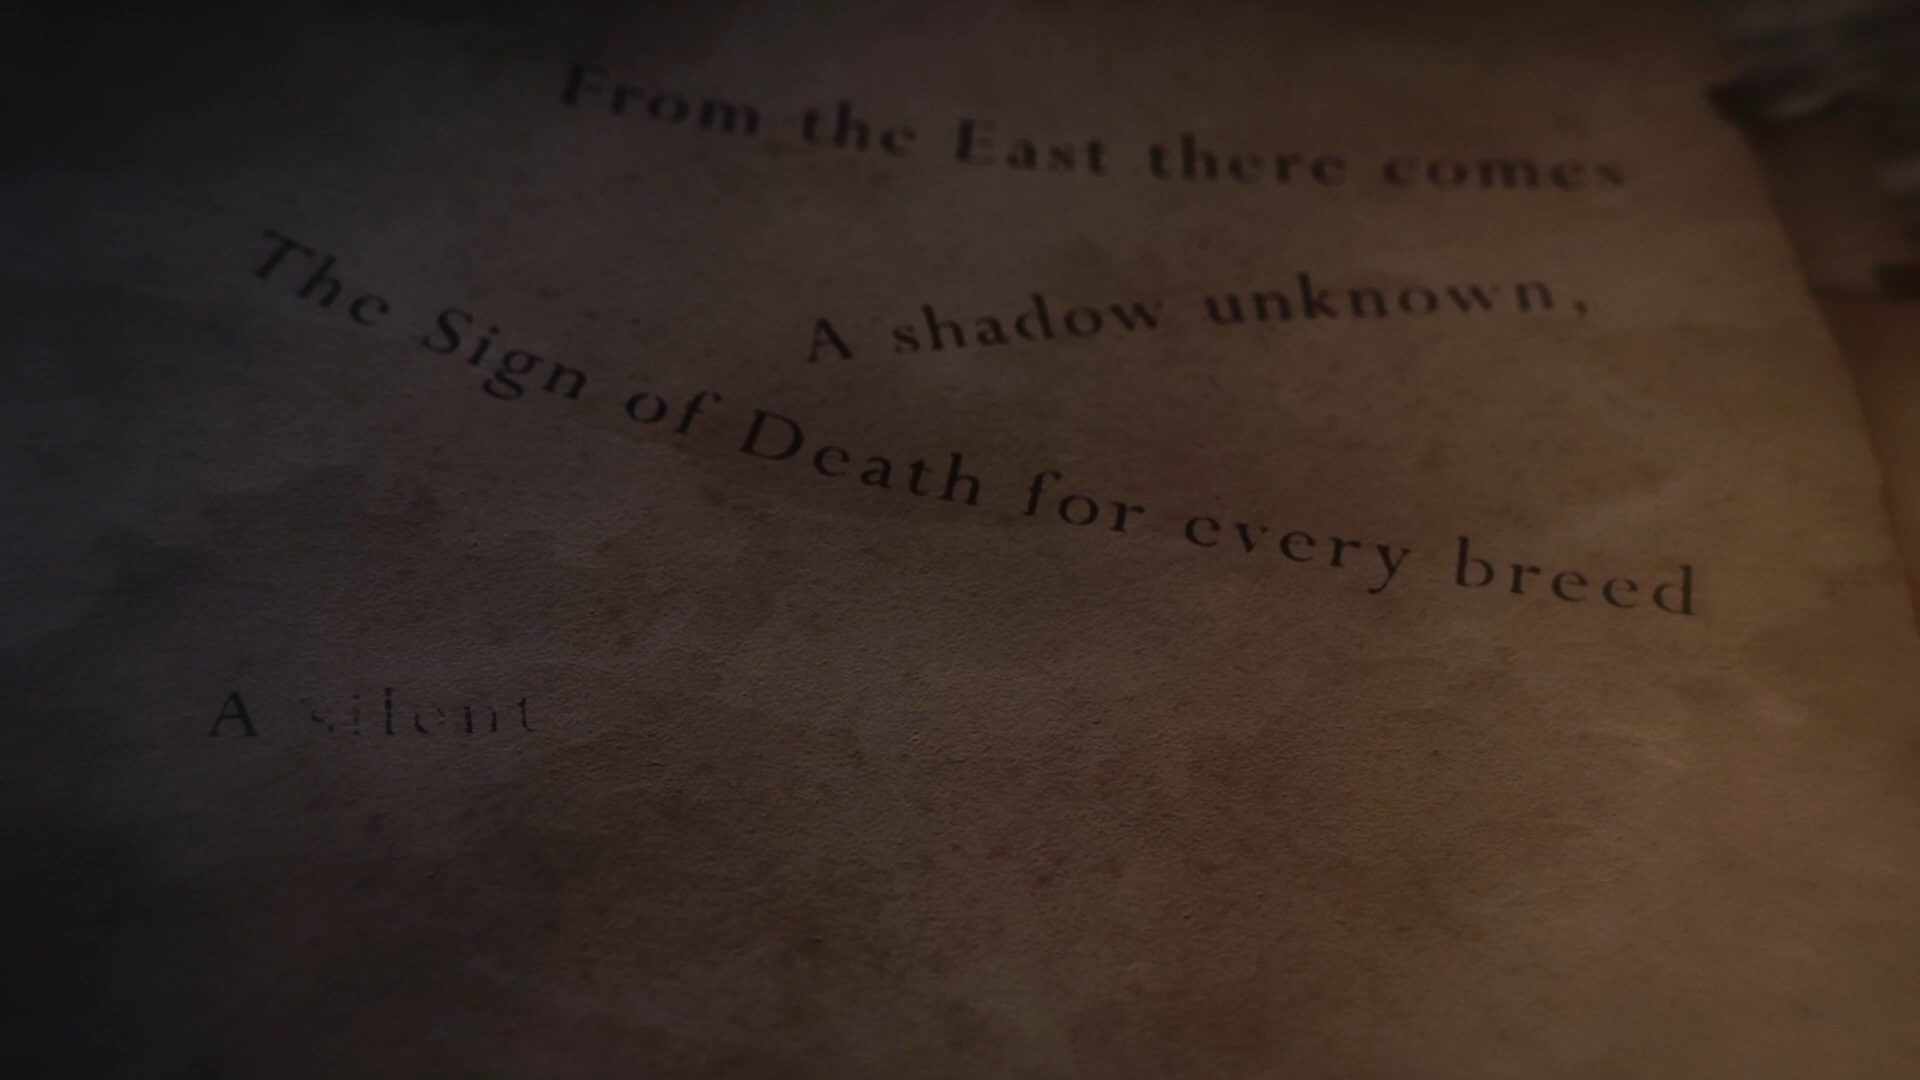 From the East there comes
A shadow unknown,
The Sign of Death for every breed
A silent